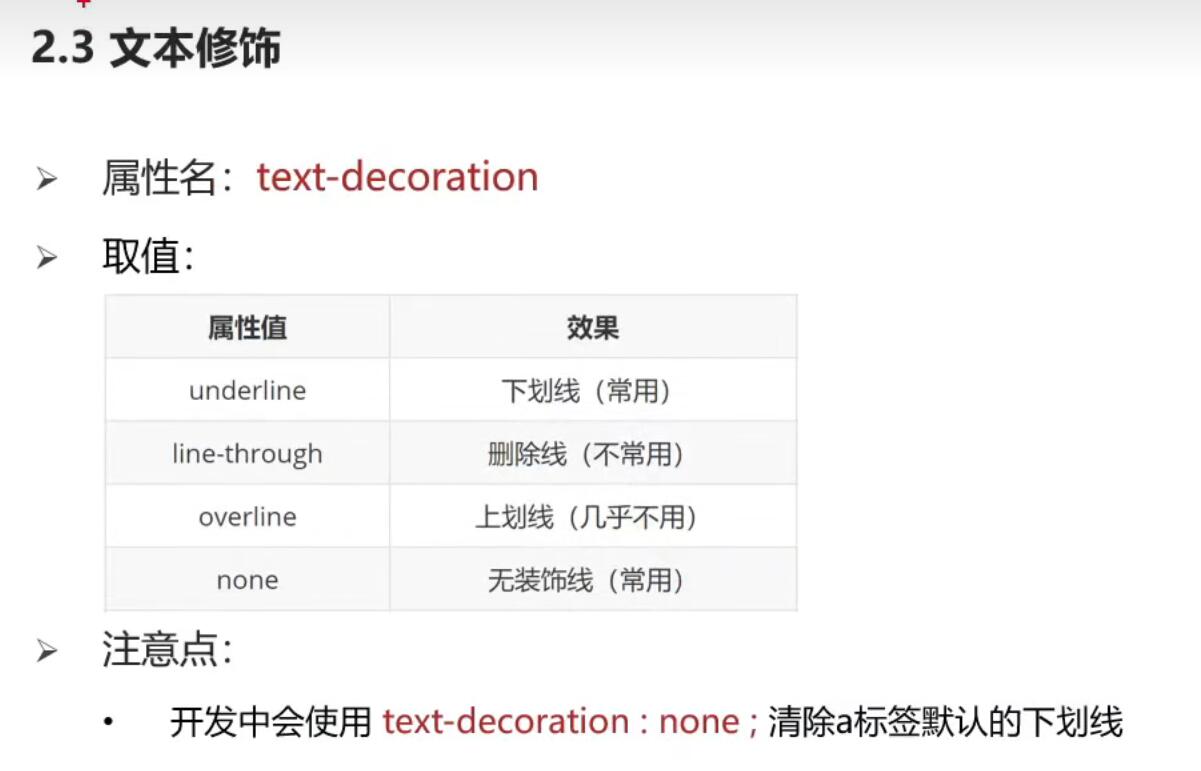 2.3 文本修饰
属性名：text-decoration
取值：
属性值 效果
underline 下划线（常用）
line-through 删除线（不常用）
overline 上划线（几乎不用）
none 无装饰线（常用）
注意点：
开发中会使用 text-decoration : none ; 清除a标签默认的下划线